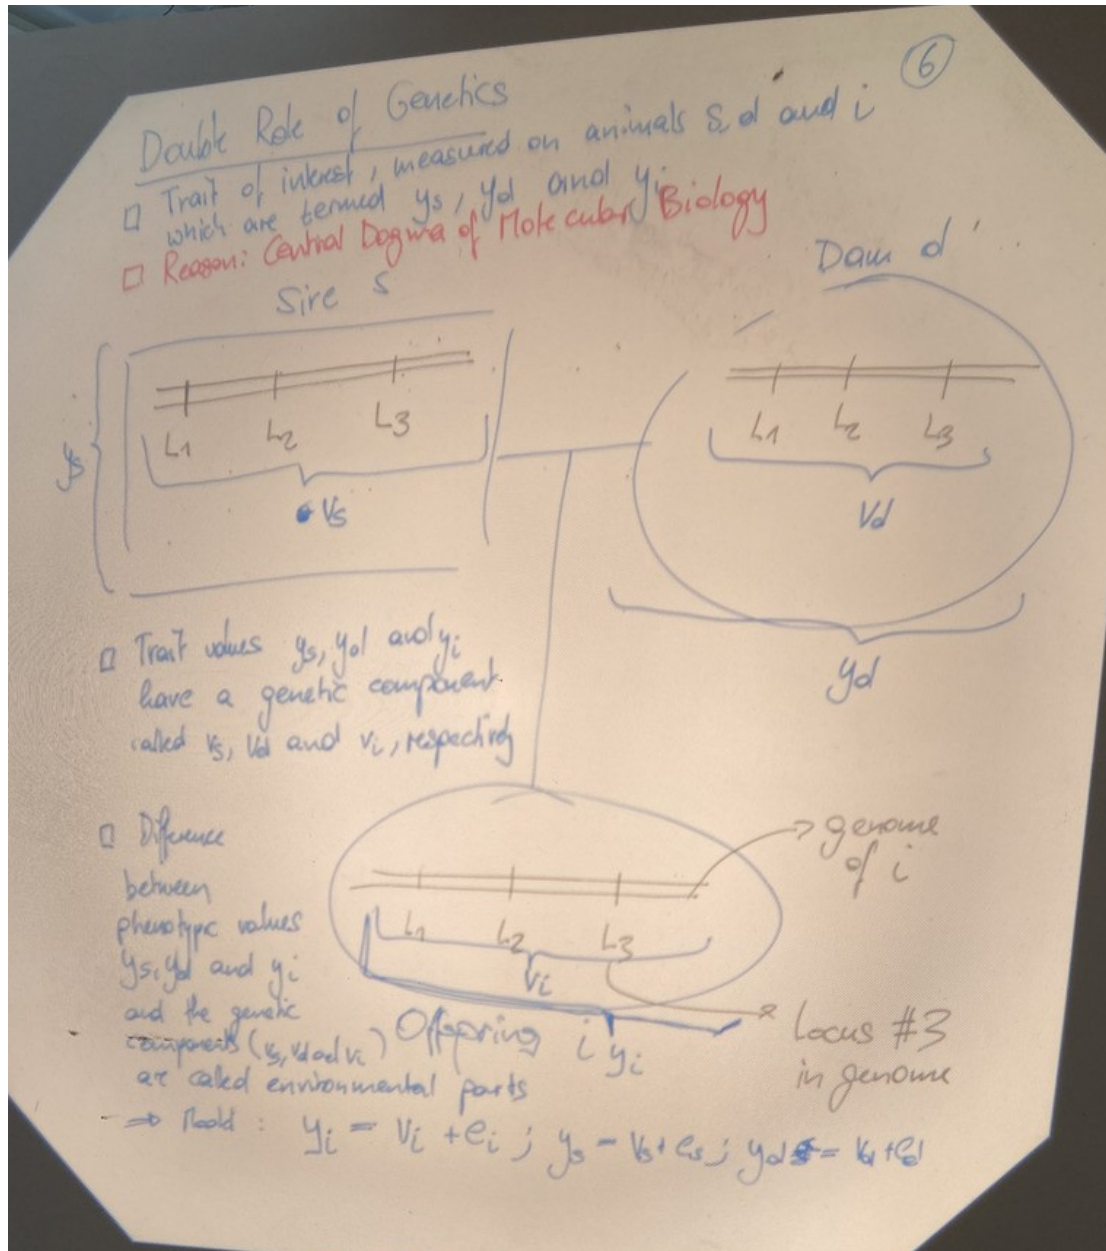 6
Double Role of Genetics
□ Trait of interest, measured on animals s, d and i
which are termed ys, yd and yi
□ Reason: Central Dogma of Molecular Biology
Sire s
Dam d
L1 L2 L3
ys
vs
L1 L2 L3
vd
yd
□ Trait values ys, yd and yi
have a genetic component
called vs, vd and vi,
□ Difference
between
phenotypic values
ys, yd and yi
and the genetic
components (vs, vd and vi)
are called environmental parts
genome
of i
L1 L2 L3
vi
Offspring i yi
Locus #3
in genome
⇒ : yi = vi + ei ; ys = vs + es ; yd = vd + ed